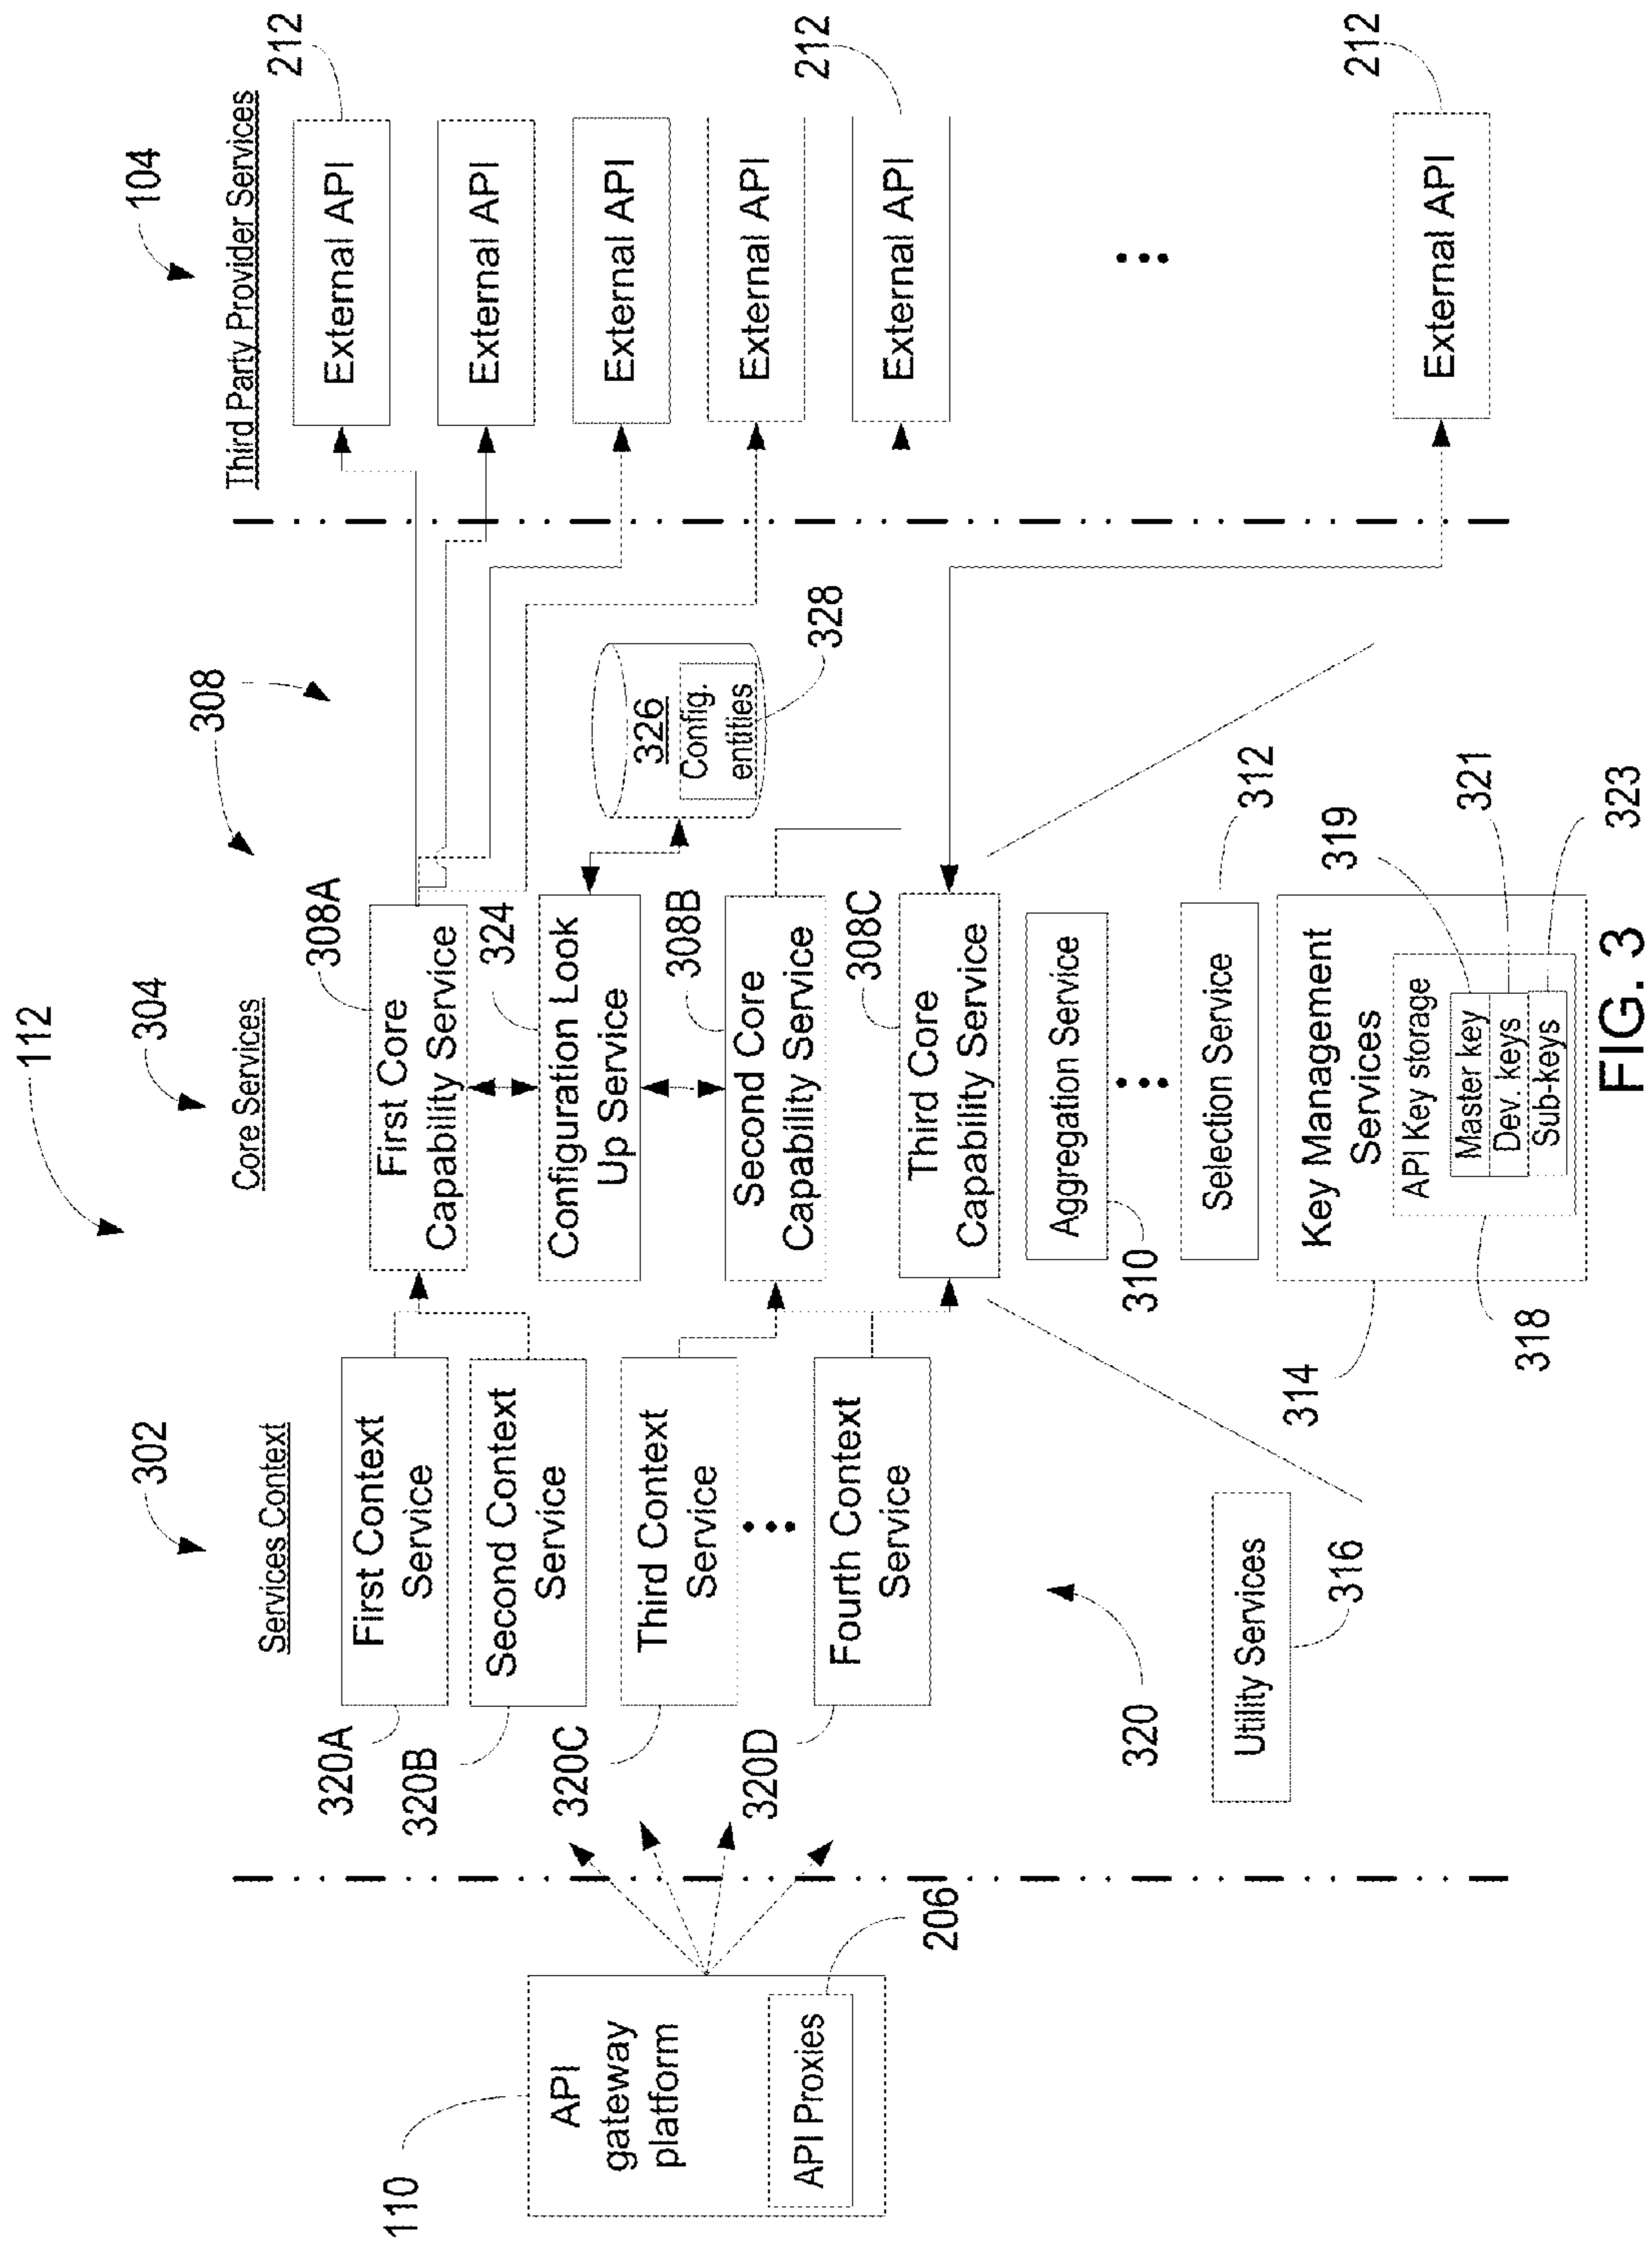 112
302
304
308
104
Services Context
Core Services
Third Party Provider Services
110
API
gateway
platform
API Proxies
206
320A
First Context
Service
320B
Second Context
Service
320C
Third Context
Service
320D
Fourth Context
Service
320
Utility Services
316
308A
First Core
Capability Service
324
Configuration Look
Up Service
326
Config.
entities
328
308B
Second Core
Capability Service
308C
Third Core
Capability Service
Aggregation Service
310
Selection Service
312
Key Management
Services
314
API Key storage
318
Master key
319
Dev. keys
321
Sub-keys
323
212
External API
External API
External API
External API
212
External API
212
External API
FIG. 3